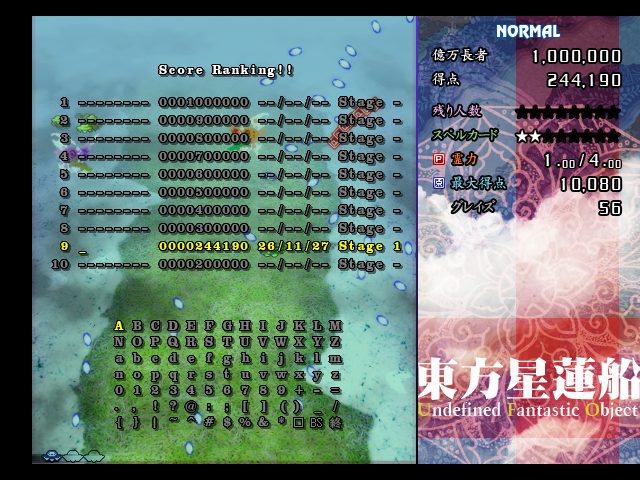 NORMAL
億万長者 1,000,000
得点 244,190
残り人数
スペルカード
P 霊力 1.00/4.00
点 最大得点 10,080
グレイズ 56
Score Ranking!!
1 -------- 0001000000 --/--/-- Stage -
2 -------- 0000900000 --/--/-- Stage -
3 -------- 0000800000 --/--/-- Stage -
4 -------- 0000700000 --/--/-- Stage -
5 -------- 0000600000 --/--/-- Stage -
6 -------- 0000500000 --/--/-- Stage -
7 -------- 0000400000 --/--/-- Stage -
8 -------- 0000300000 --/--/-- Stage -
9 _ 0000244190 26/11/27 Stage 1
10 -------- 0000200000 --/--/-- Stage -
A B C D E F G H I J K L M
N O P Q R S T U V W X Y Z
a b c d e f g h i j k l m
n o p q r s t u v w x y z
0 1 2 3 4 5 6 7 8 9 + - =
. , ! ? @ : ; [ ] ( ) _ /
{ } | ~ ^ # $ % & * □ BS 終
東方星蓮船
Undefined Fantastic Object